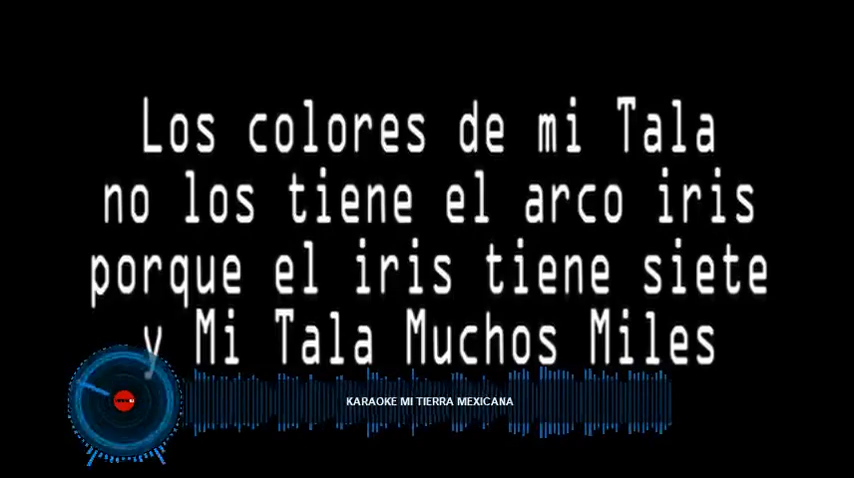 Los colores de mi Tala
no los tiene el arco iris
porque el iris tiene siete
y Mi Tala Muchos Miles
KARAOKE MI TIERRA MEXICANA